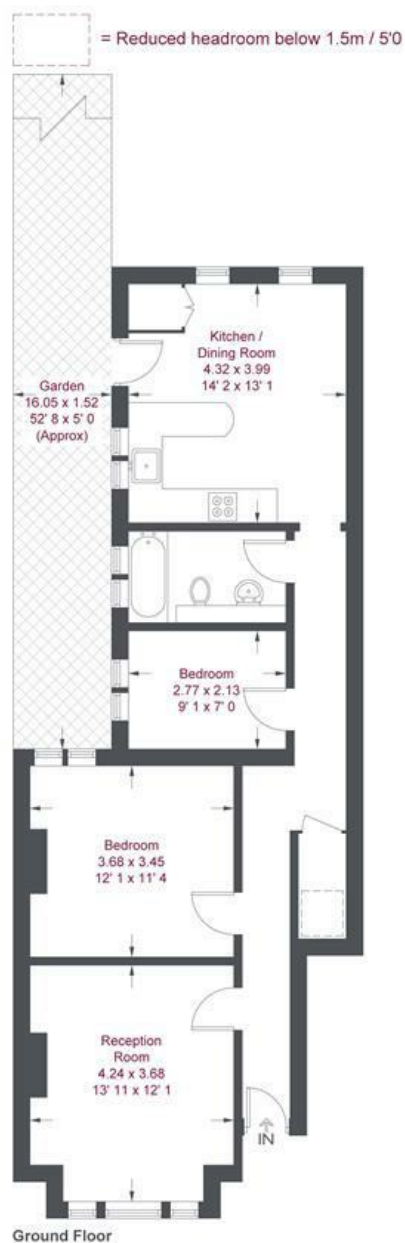 = Reduced headroom below 1.5m / 5'0
Kitchen /
Dining Room
4.32 x 3.99
14' 2 x 13' 1
Garden
16.05 x 1.52
52' 8 x 5' 0
(Approx)
Bedroom
2.77 x 2.13
9' 1 x 7' 0
Bedroom
3.68 x 3.45
12' 1 x 11' 4
Reception
Room
4.24 x 3.68
13' 11 x 12' 1
IN
Ground Floor